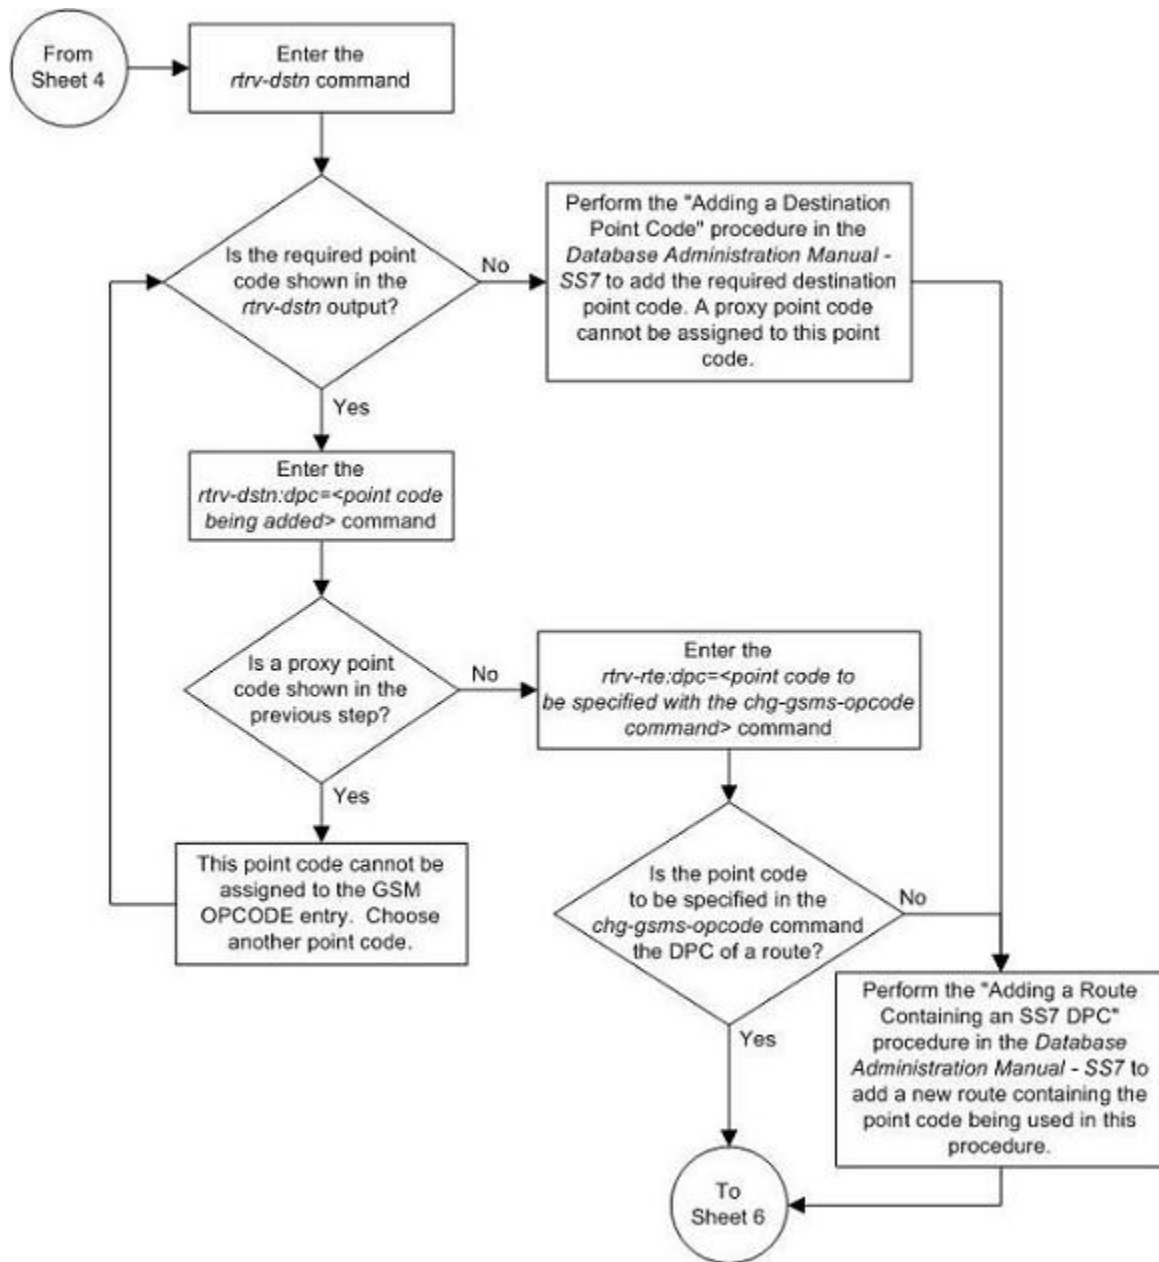 From
Sheet 4
Enter the
rtrv-dstn command
Is the required point
code shown in the
rtrv-dstn output?
No
Perform the "Adding a Destination
Point Code" procedure in the
Database Administration Manual -
SS7 to add the required destination
point code. A proxy point code
cannot be assigned to this point
code.
Yes
Enter the
rtrv-dstn:dpc=<point code
being added> command
Is a proxy point
code shown in the
previous step?
No
Enter the
rtrv-rte:dpc=<point code to
be specified with the chg-gsms-opcode
command> command
Yes
This point code cannot be
assigned to the GSM
OPCODE entry. Choose
another point code.
Is the point code
to be specified in the
chg-gsms-opcode command
the DPC of a route?
No
Yes
Perform the "Adding a Route
Containing an SS7 DPC"
procedure in the Database
Administration Manual - SS7 to
add a new route containing the
point code being used in this
procedure.
To
Sheet 6